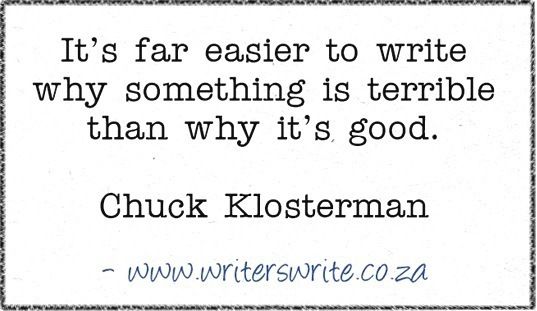 It's far easier to write
why something is terrible
than why it's good.
Chuck Klosterman
- www.writerswrite.co.za